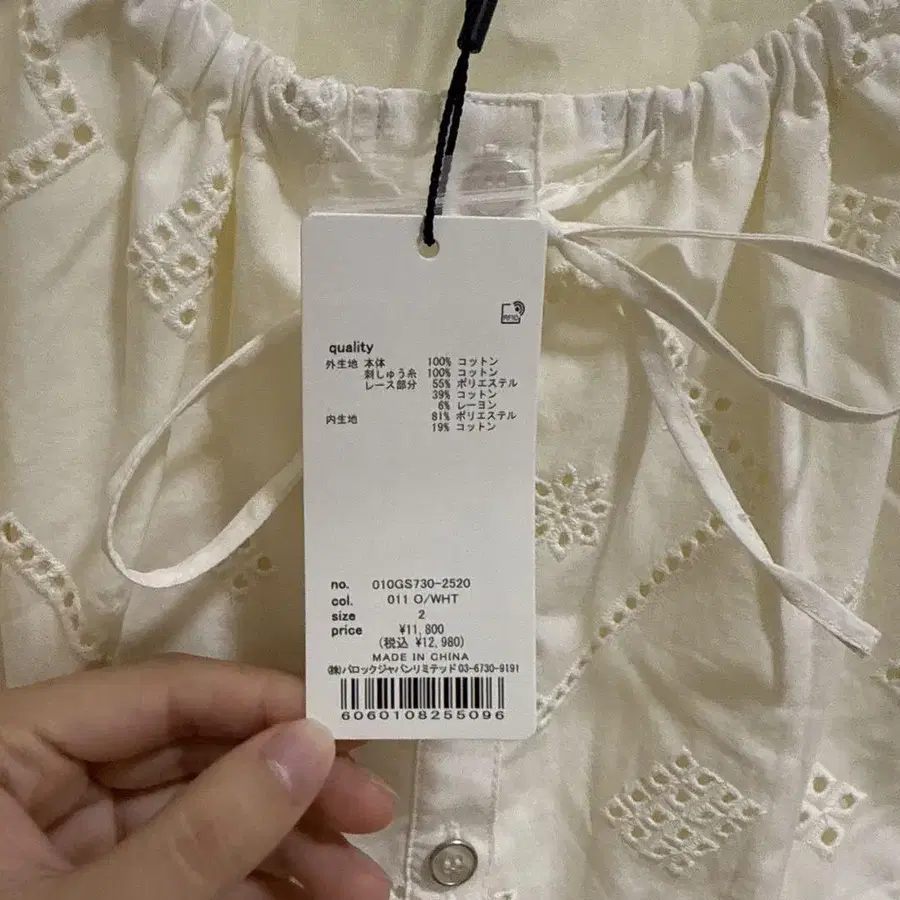 RFID
quality
外生地 本体 100% コットン
刺しゅう糸 100% コットン
レース部分 55% ポリエステル
39% コットン
6% レーヨン
内生地 81% ポリエステル
19% コットン
no. 010GS730-2520
col. 011 O/WHT
size 2
price ¥11,800
(税込 ¥12,980)
MADE IN CHINA
㈱バロックジャパンリミテッド 03-6730-9191
6060108255096